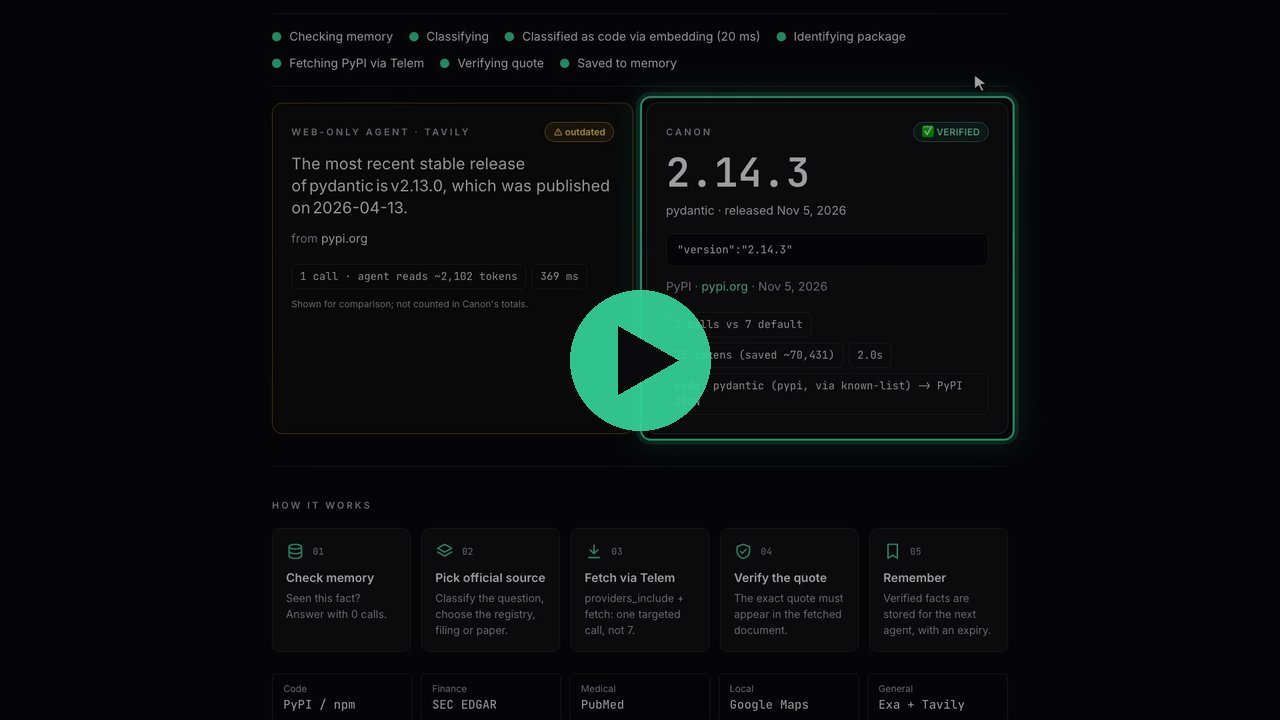 Checking memory
Classifying
Classified as code via embedding (20 ms)
Identifying package
Fetching PyPI via Telem
Verifying quote
Saved to memory
WEB-ONLY AGENT · TAVILY
⚠ outdated
The most recent stable release
of pydantic is v2.13.0, which was published
on 2026-04-13.
from pypi.org
1 call · agent reads ~2,102 tokens
369 ms
Shown for comparison; not counted in Canon's totals.
CANON
✅ VERIFIED
2.14.3
pydantic · released Nov 5, 2026
"version":"2.14.3"
PyPI · pypi.org · Nov 5, 2026
2 calls vs 7 default
tokens (saved ~70,431)
2.0s
code: pydantic (pypi, via known-list) → PyPI
JSON
HOW IT WORKS
01
Check memory
Seen this fact?
Answer with 0 calls.
02
Pick official source
Classify the question,
choose the registry,
filing or paper.
03
Fetch via Telem
providers_include +
fetch: one targeted
call, not 7.
04
Verify the quote
The exact quote must
appear in the fetched
document.
05
Remember
Verified facts are
stored for the next
agent, with an expiry.
Code
PyPI / npm
Finance
SEC EDGAR
Medical
PubMed
Local
Google Maps
General
Exa + Tavily